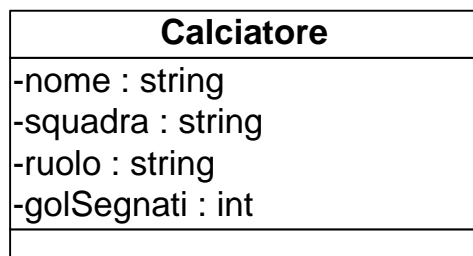 Calciatore
-nome : string
-squadra : string
-ruolo : string
-golSegnati : int